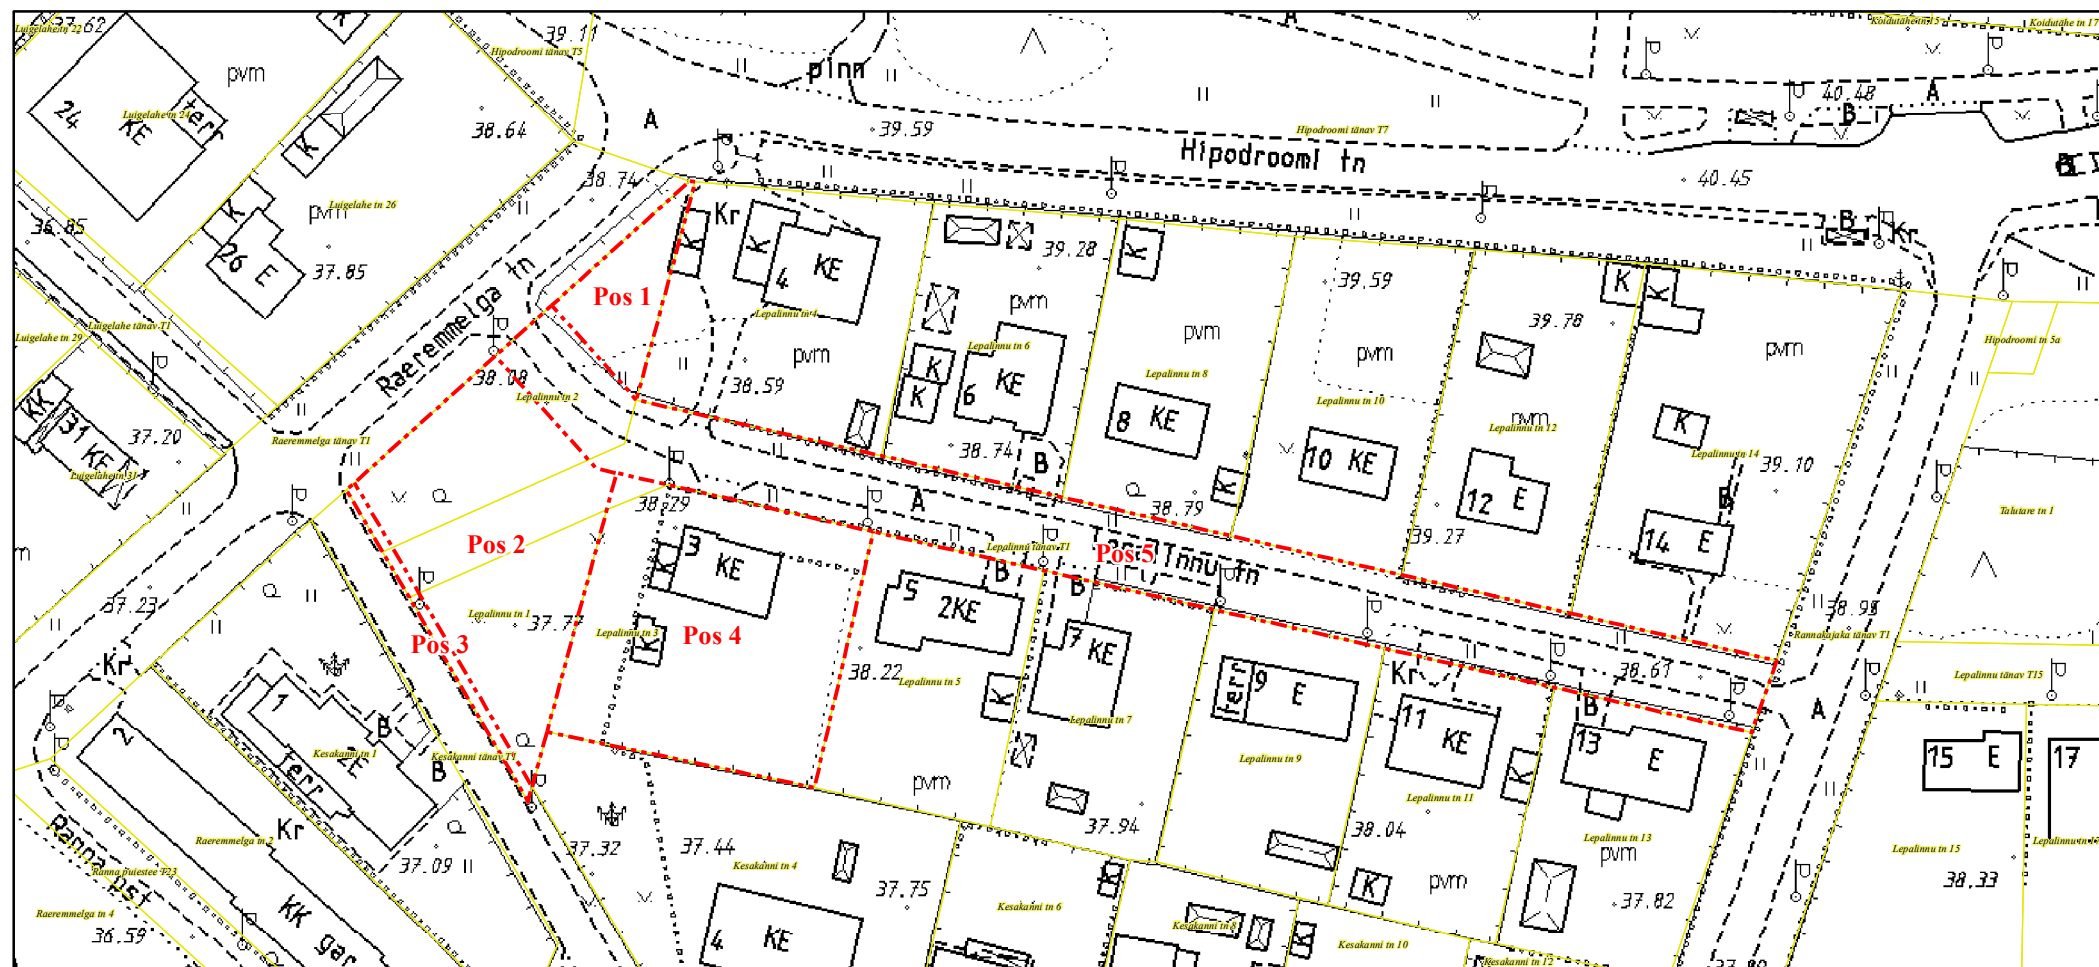 Luigelahe tn 22
37.62
K
39.11
Hipodroomi tänav T5
A
Koidutähe tn 15
Koidutähe tn 17
pvm
pinn
24
KE
terr
Luigelahe tn 24
K
38.64
A
39.59
Hipodroomi tänav T7
40.48
A
B
Hipodroomi tn
40.45
38.74
K
pvm
Luigelahe tn 26
36.85
26 E
37.85
Kr
K
K
4
KE
39.28
K
B
Kr
Raeremmelga tn
Pos 1
Lepalinnu tn 4
pvm
39.59
39.78
K
K
Luigelahe tänav T1
Luigelahe tn 29
pvm
pvm
Lepalinnu tn 6
pvm
pvm
Hipodroomi tn 5a
38.08
38.59
K
K
6
KE
Lepalinnu tn 8
Lepalinnu tn 2
8 KE
Lepalinnu tn 10
pvm
Lepalinnu tn 12
K
KK
31 KE
37.20
Raeremmelga tänav T1
Luigelahe tn 31
38.74
B
10 KE
Lepalinnu tn 14
39.10
38.29
A
38.79
K
12 E
B
Talutare tn 1
Pos 2
Lepalinnu tänav T1
Pos 5
innu tn
39.27
14 E
3
KE
K
B
B
5
2KE
37.23
Lepalinnu tn 1
37.77
Lepalinnu tn 3
K
Pos 4
Pos 3
7
KE
38.98
Rannakajaka tänav T1
Kr
38.22
Lepalinnu tn 5
K
terr
9
E
Kr
38.61
Lepalinnu tänav T15
1
2
B
terr
2E
Kesakanni tn 1
Kesakanni tänav T1
B
Lepalinnu tn 7
11
KE
B
13
E
A
Lepalinnu tn 9
K
15 E
17
pvm
Lepalinnu tn 11
Kr
Raeremmelga tn 2
37.09
37.32
37.44
37.94
38.04
Lepalinnu tn 13
pvm
Lepalinnu tn 15
Ranna puiestee T23
Kesakanni tn 4
37.75
K
K
pvm
38.33
Raeremmelga tn 4
36.59
KK gar
4
KE
Kesakanni tn 6
Kesakanni tn 8
K
Kesakanni tn 10
37.82
Kesakanni tn 12